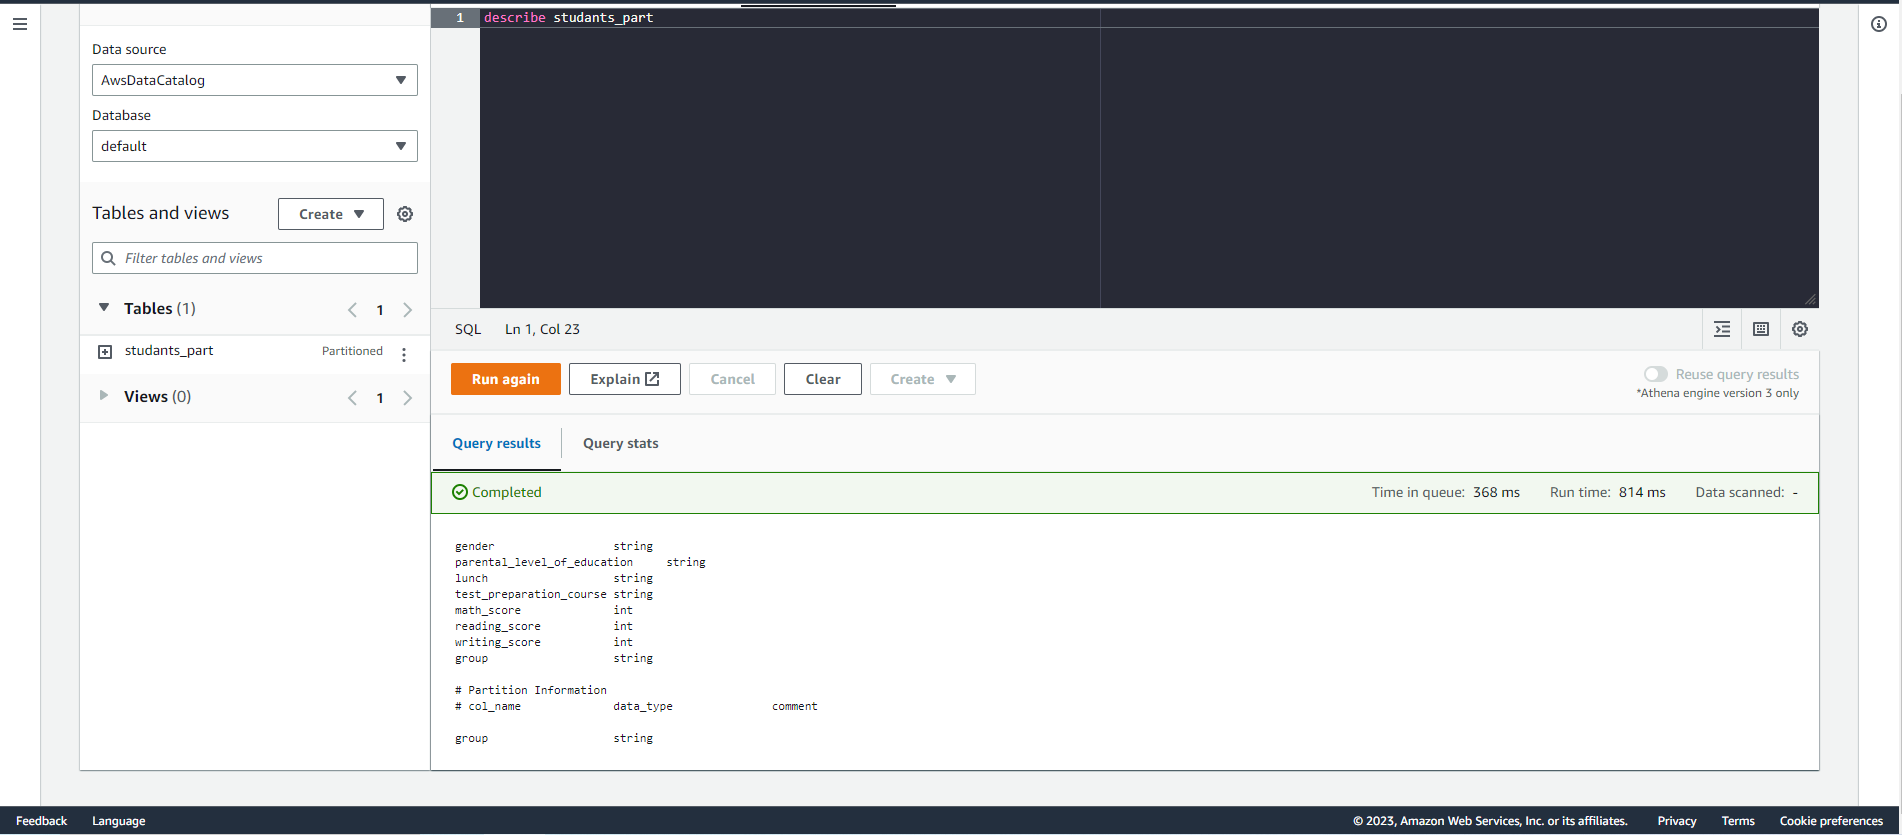 Data source
AwsDataCatalog
Database
default
Tables and views
Create
Filter tables and views
Tables (1)
1
studants_part
Partitioned
Views (0)
1
1
describe studants_part
SQL
Ln 1, Col 23
Run again
Explain
Cancel
Clear
Create
Reuse query results
*Athena engine version 3 only
Query results
Query stats
Completed
Time in queue: 368 ms
Run time: 814 ms
Data scanned: -
gender string
parental_level_of_education string
lunch string
test_preparation_course string
math_score int
reading_score int
writing_score int
group string
# Partition Information
# col_name data_type comment
group string
Feedback
Language
© 2023, Amazon Web Services, Inc. or its affiliates.
Privacy
Terms
Cookie preferences